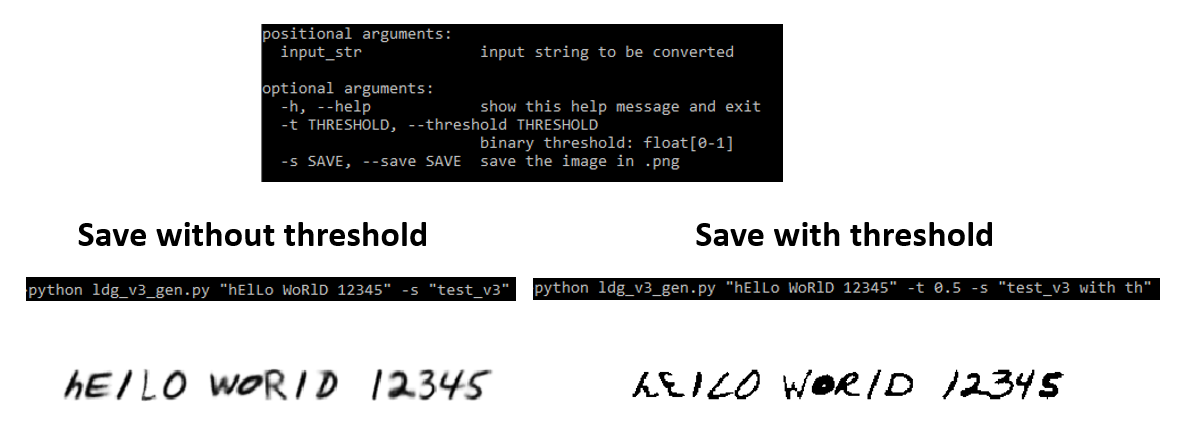 positional arguments:
input_str input string to be converted
optional arguments:
-h, --help show this help message and exit
-t THRESHOLD, --threshold THRESHOLD
binary threshold: float[0-1]
-s SAVE, --save SAVE save the image in .png
Save without threshold
Save with threshold
python ldg_v3_gen.py "hElLo WoRlD 12345" -s "test_v3"
python ldg_v3_gen.py "hElLo WoRlD 12345" -t 0.5 -s "test_v3 with th"
hElLO WoRlD 12345
hElLO WoRlD 12345